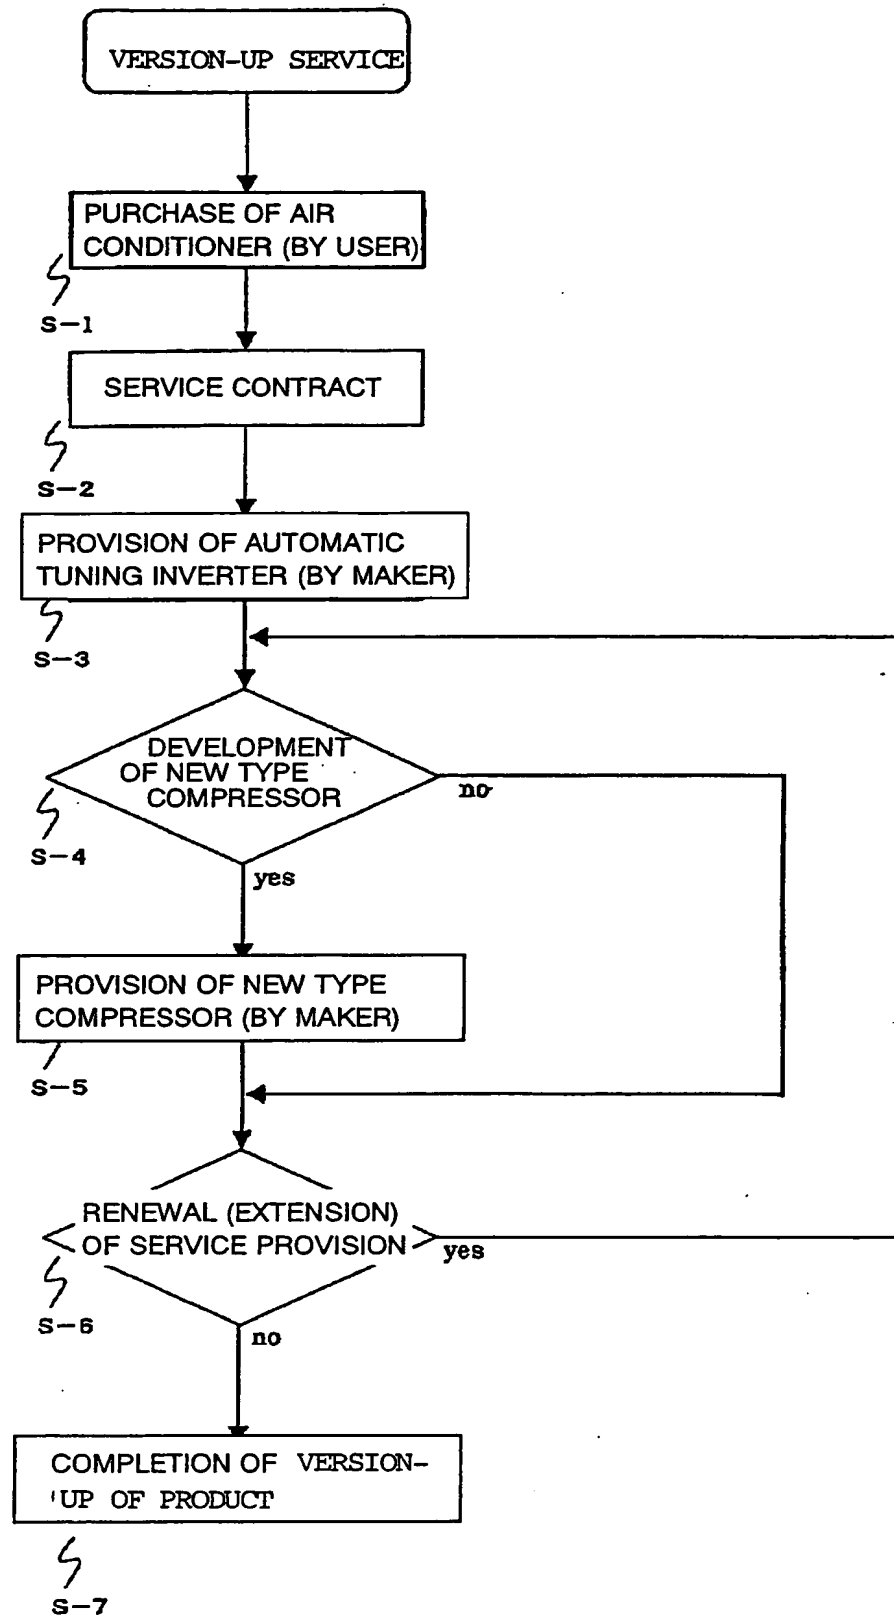 VERSION-UP SERVICE
PURCHASE OF AIR
CONDITIONER (BY USER)
S-1
SERVICE CONTRACT
S-2
PROVISION OF AUTOMATIC
TUNING INVERTER (BY MAKER)
S-3
DEVELOPMENT
OF NEW TYPE
COMPRESSOR
no
S-4
yes
PROVISION OF NEW TYPE
COMPRESSOR (BY MAKER)
S-5
RENEWAL (EXTENSION)
OF SERVICE PROVISION
yes
S-6
no
COMPLETION OF VERSION-
UP OF PRODUCT
S-7